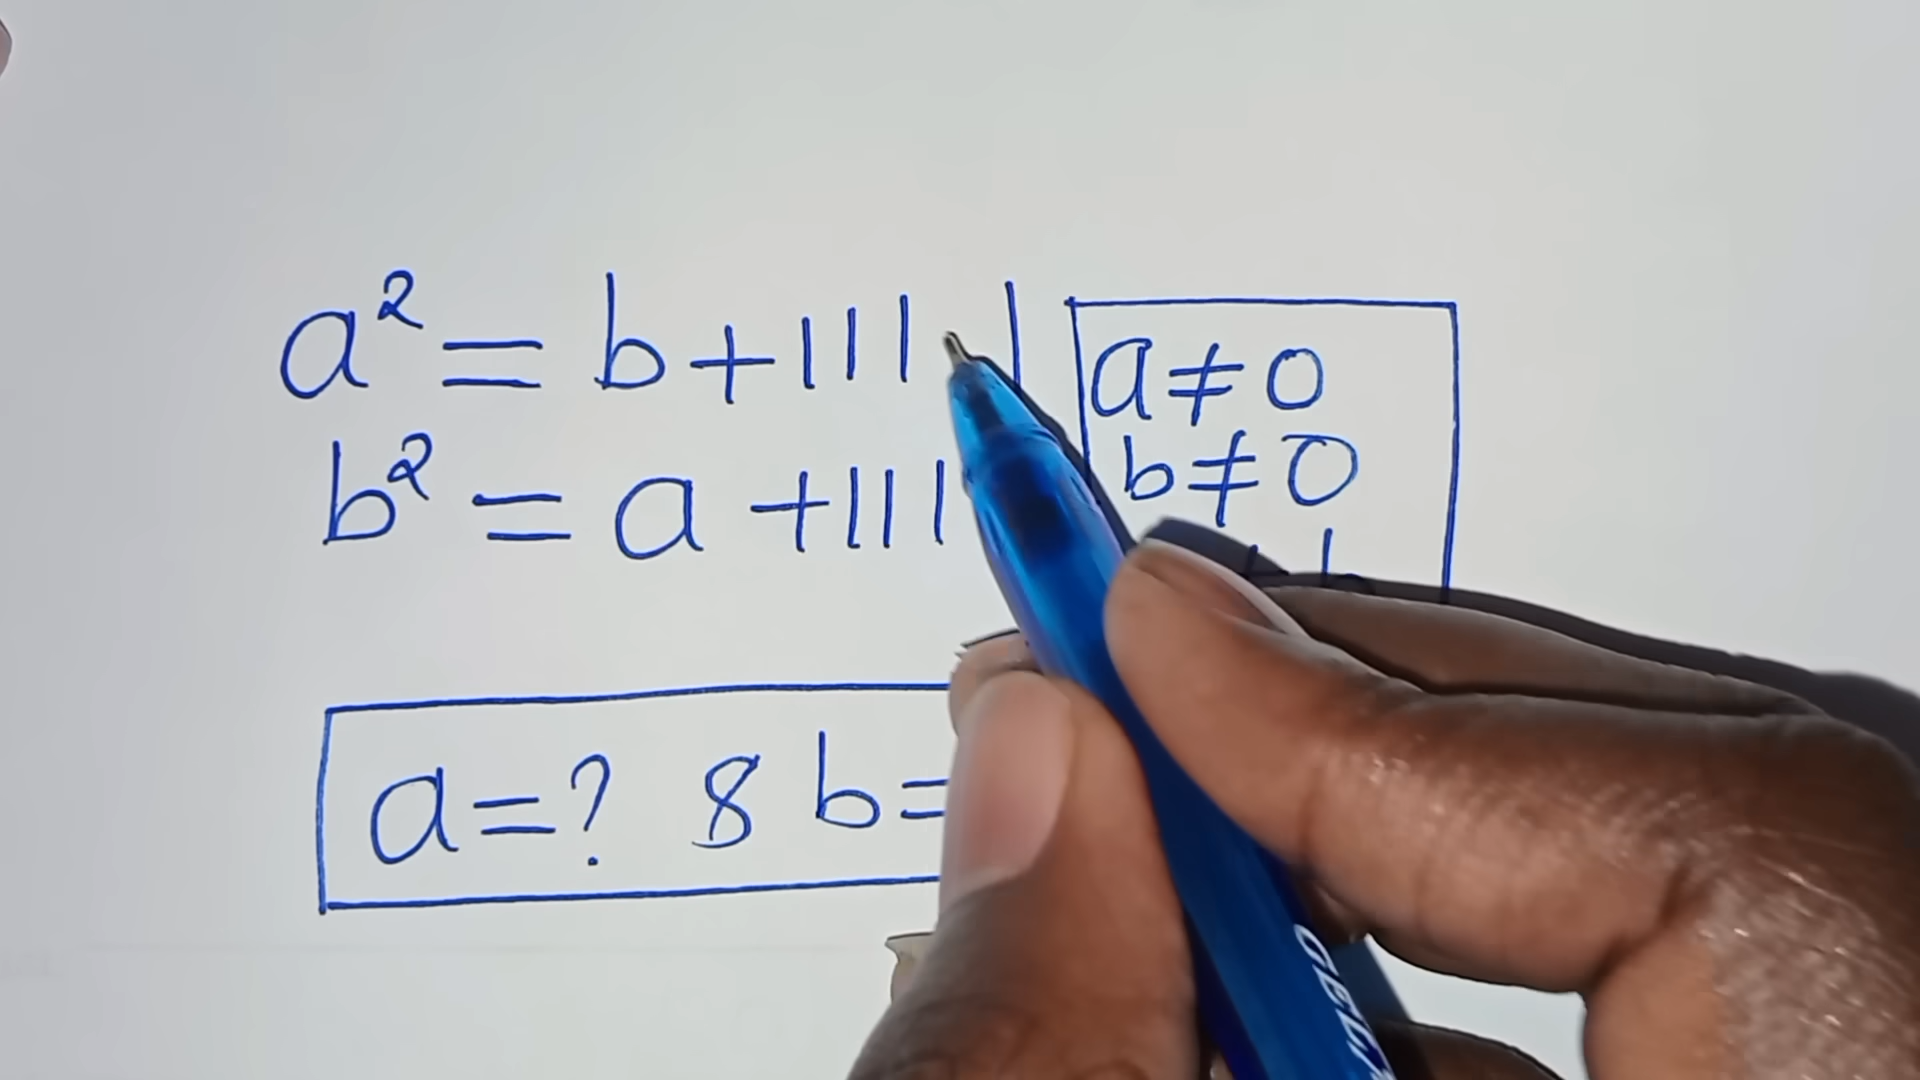 a² = b + 111
b² = a + 111
a ≠ 0
b ≠ 0
a = ? & b =